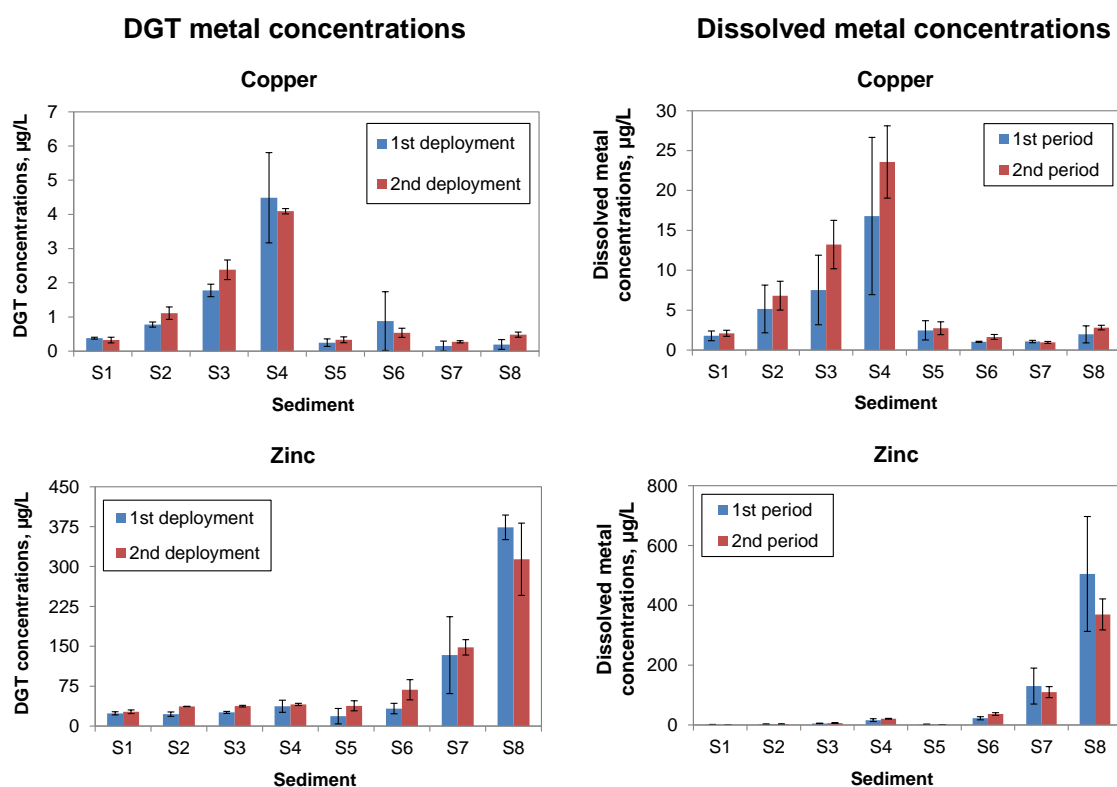 DGT metal concentrations
Dissolved metal concentrations
Copper
DGT concentrations, µg/L
7
6
5
4
3
2
1
0
1st deployment
2nd deployment
S1 S2 S3 S4 S5 S6 S7 S8
Sediment
Copper
Dissolved metal
concentrations, µg/L
30
25
20
15
10
5
0
1st period
2nd period
S1 S2 S3 S4 S5 S6 S7 S8
Sediment
Zinc
DGT concentrations, µg/L
450
375
300
225
150
75
0
1st deployment
2nd deployment
S1 S2 S3 S4 S5 S6 S7 S8
Sediment
Zinc
Dissolved metal
concentrations, µg/L
800
600
400
200
0
1st period
2nd period
S1 S2 S3 S4 S5 S6 S7 S8
Sediment